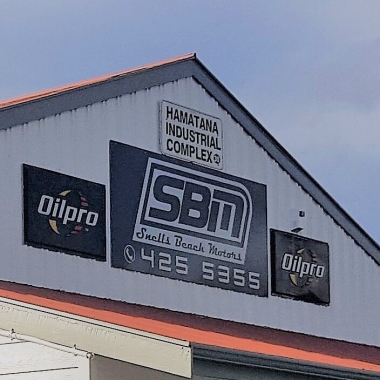 HAMATANA
INDUSTRIAL
COMPLEX
SBM
Snells Beach Motors
425 5355
Oilpro
Oilpro